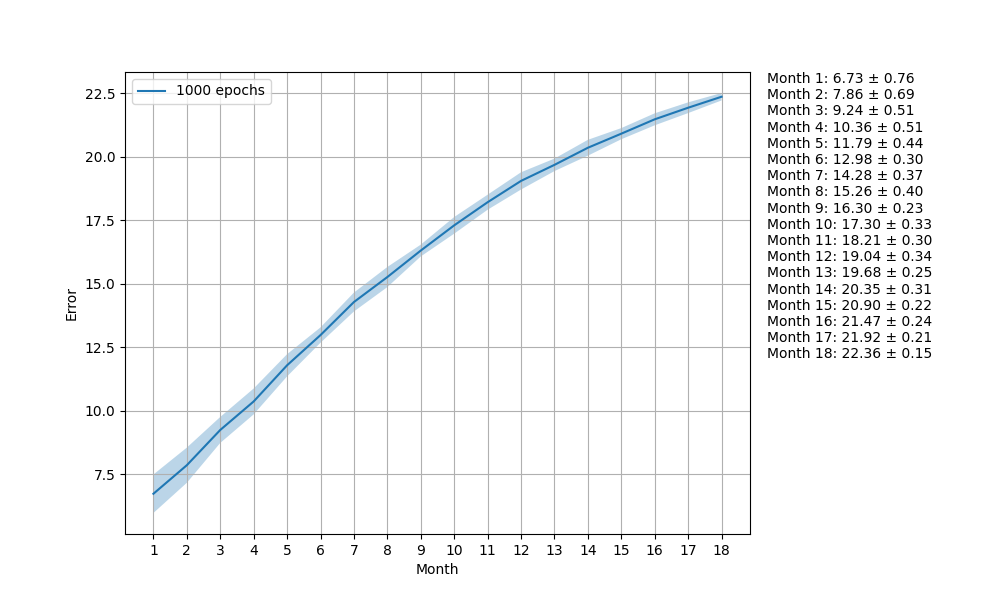 1000 epochs
22.5
20.0
17.5
15.0
12.5
10.0
7.5
Error
1 2 3 4 5 6 7 8 9 10 11 12 13 14 15 16 17 18
Month
Month 1: 6.73 ± 0.76
Month 2: 7.86 ± 0.69
Month 3: 9.24 ± 0.51
Month 4: 10.36 ± 0.51
Month 5: 11.79 ± 0.44
Month 6: 12.98 ± 0.30
Month 7: 14.28 ± 0.37
Month 8: 15.26 ± 0.40
Month 9: 16.30 ± 0.23
Month 10: 17.30 ± 0.33
Month 11: 18.21 ± 0.30
Month 12: 19.04 ± 0.34
Month 13: 19.68 ± 0.25
Month 14: 20.35 ± 0.31
Month 15: 20.90 ± 0.22
Month 16: 21.47 ± 0.24
Month 17: 21.92 ± 0.21
Month 18: 22.36 ± 0.15